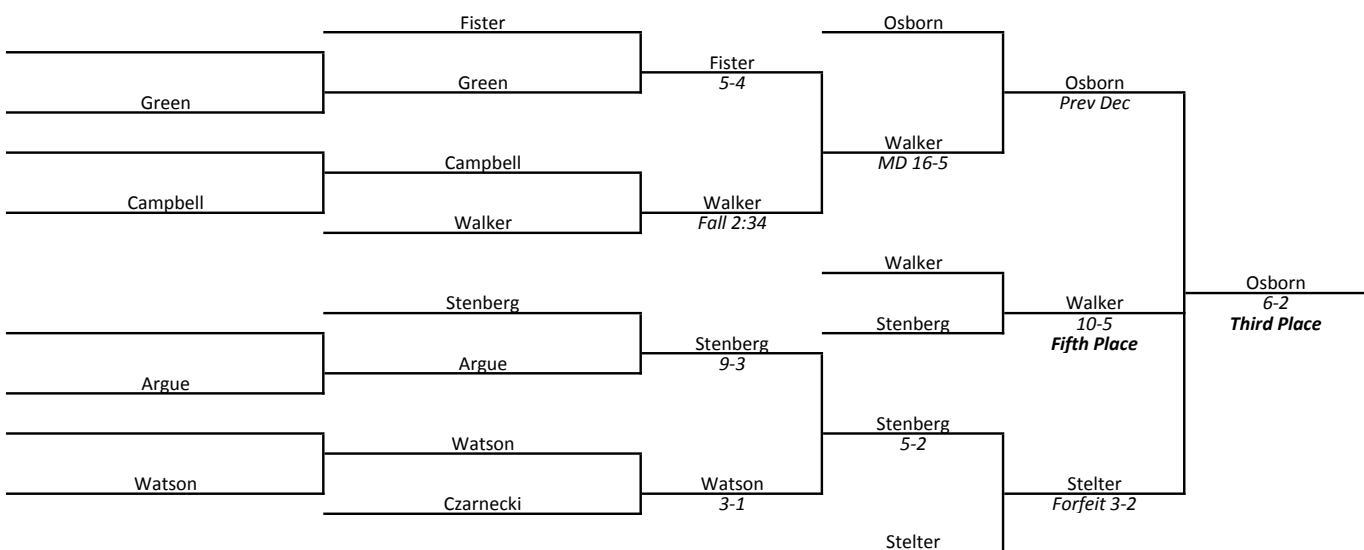 Fister
Osborn
Fister
5-4
Green
Green
Osborn
Prev Dec
Walker
MD 16-5
Campbell
Campbell
Walker
Fall 2:34
Walker
Walker
Stenberg
Walker
10-5
Fifth Place
Osborn
6-2
Third Place
Stenberg
Stenberg
9-3
Argue
Argue
Stenberg
5-2
Watson
Watson
Watson
3-1
Stelter
Forfeit 3-2
Czarnecki
Stelter